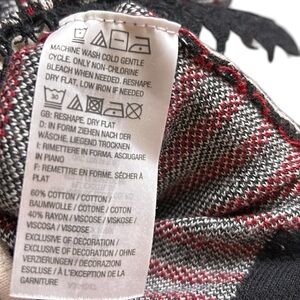 MACHINE WASH COLD GENTLE
CYCLE. ONLY NON-CHLORINE
BLEACH WHEN NEEDED. RESHAPE.
DRY FLAT, LOW IRON IF NEEDED
GB: RESHAPE. DRY FLAT
D: IN FORM ZIEHEN NACH DER
WÄSCHE, LIEGEND TROCKNEN
I: RIMETTERE IN FORMA, ASCIUGARE
IN PIANO
F: REMETTRE EN FORME, SÉCHER À
PLAT
60% COTTON / COTTON /
BAUMWOLLE / COTONE / COTON
40% RAYON / VISCOSE / VISKOSE /
VISCOSA / VISCOSE
EXCLUSIVE OF DECORATION /
EXCLUSIVE OF DECORATION / OHNE
VERZIERUNGEN / DECORAZIONI
ESCLUSE / À L'EXCEPTION DE LA
GARNITURE